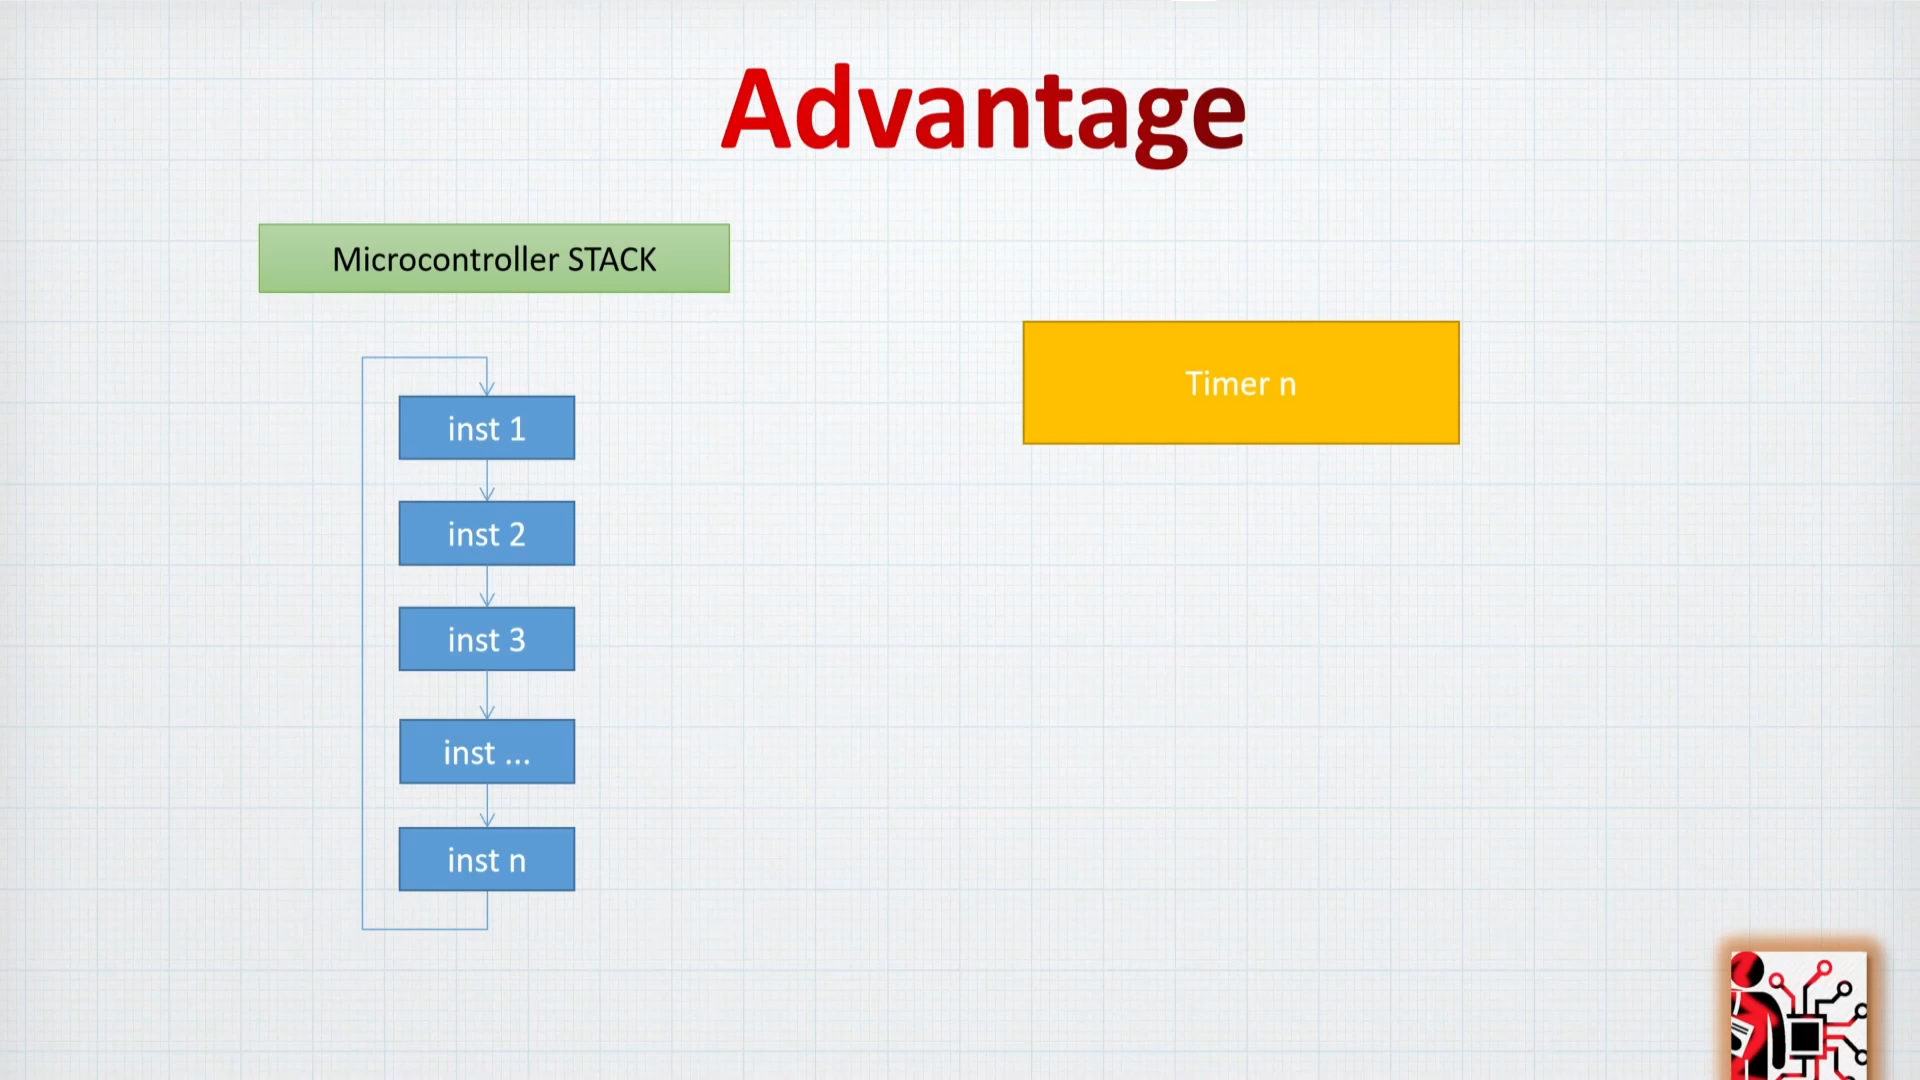 Advantage
Microcontroller STACK
Timer n
inst 1
inst 2
inst 3
inst ...
inst n